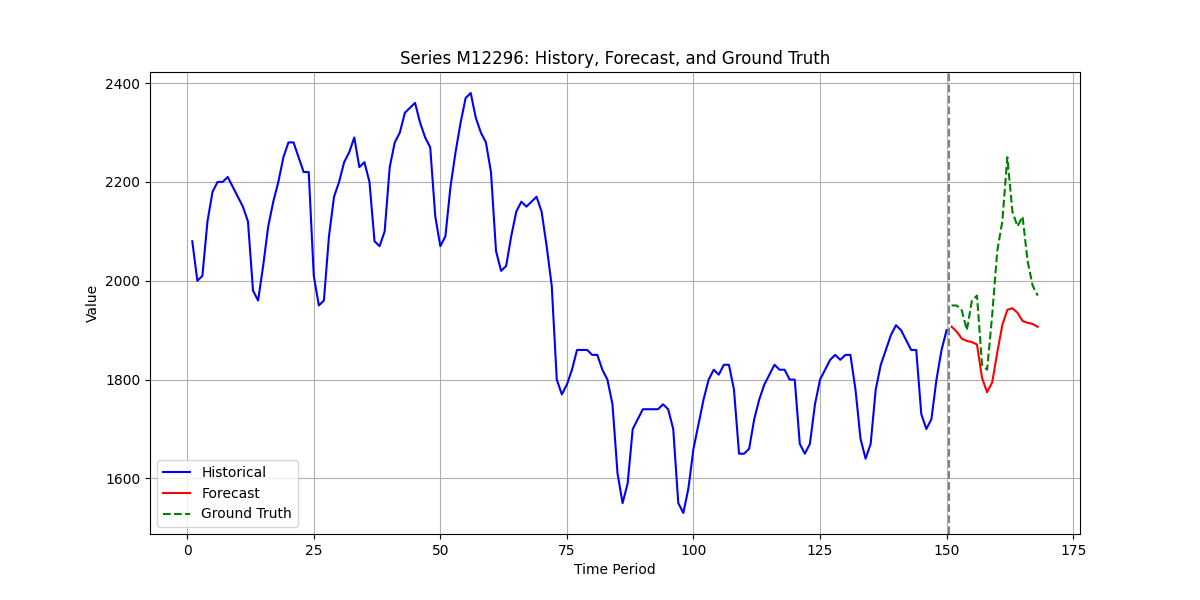 Series M12296: History, Forecast, and Ground Truth
2400
2200
2000
1800
1600
Value
Historical
Forecast
Ground Truth
0 25 50 75 100 125 150 175
Time Period